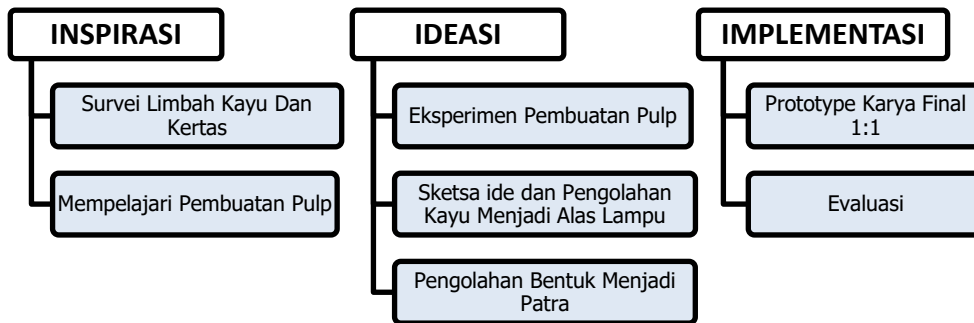 INSPIRASI
Survei Limbah Kayu Dan
Kertas
Mempelajari Pembuatan Pulp
IDEASI
Eksperimen Pembuatan Pulp
Sketsa ide dan Pengolahan
Kayu Menjadi Alas Lampu
Pengolahan Bentuk Menjadi
Patra
IMPLEMENTASI
Prototype Karya Final
1:1
Evaluasi